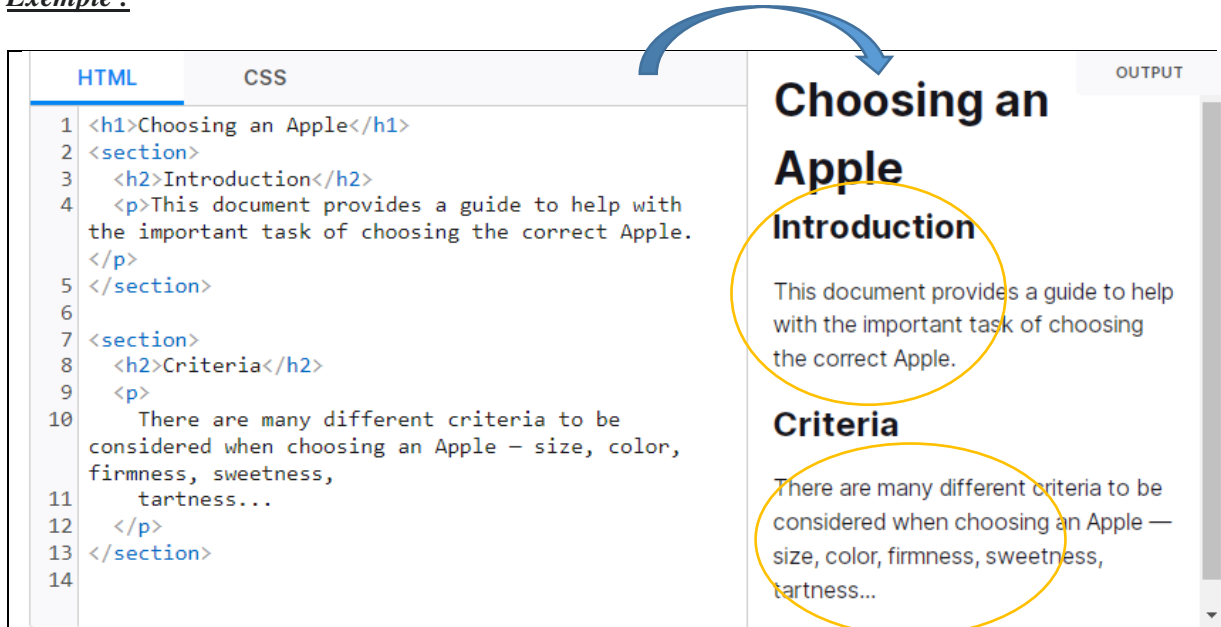 Exemple :
HTML CSS
1 <h1>Choosing an Apple</h1>
2 <section>
3 <h2>Introduction</h2>
4 <p>This document provides a guide to help with
the important task of choosing the correct Apple.
</p>
5 </section>
6
7 <section>
8 <h2>Criteria</h2>
9 <p>
10 There are many different criteria to be
considered when choosing an Apple — size, color,
firmness, sweetness,
11 tartness...
12 </p>
13 </section>
14
OUTPUT
Choosing an
Apple
Introduction
This document provides a guide to help
with the important task of choosing
the correct Apple.
Criteria
There are many different criteria to be
considered when choosing an Apple —
size, color, firmness, sweetness,
tartness...